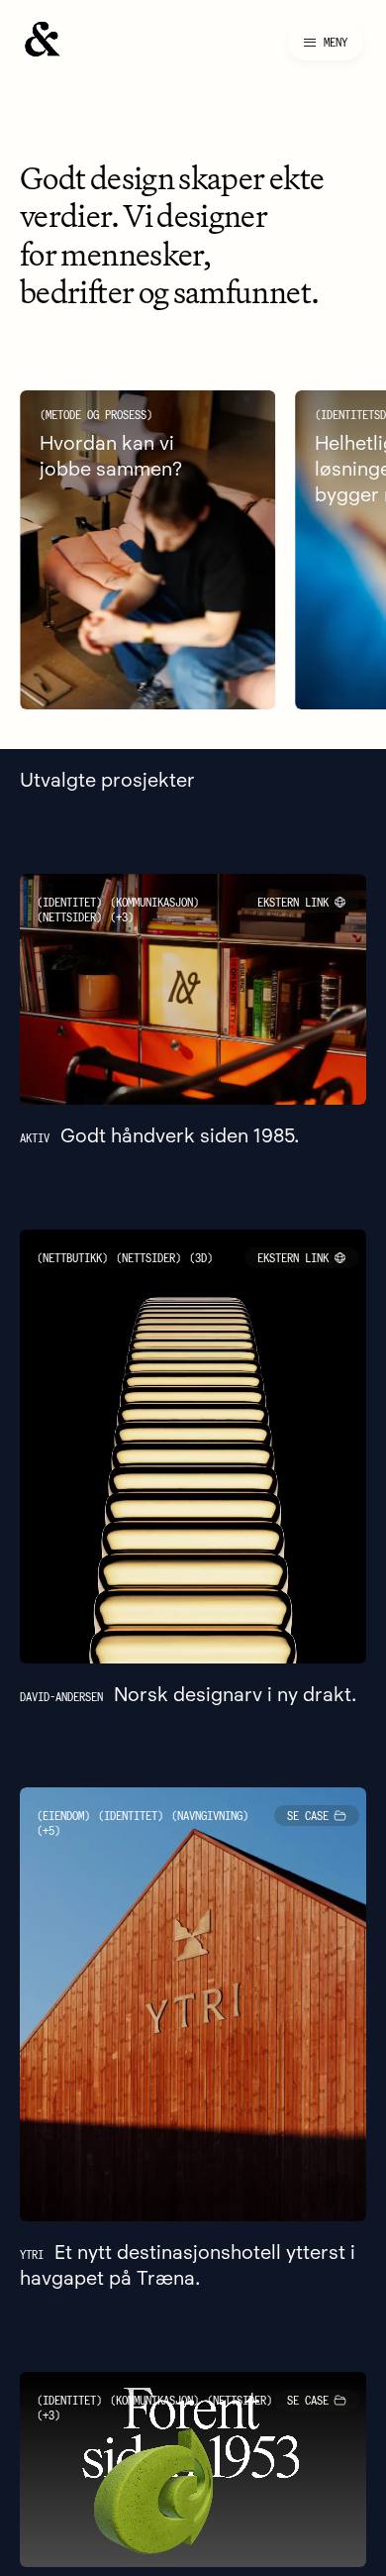 &
MENY
Godt design skaper ekte
verdier. Vi designer
for mennesker,
bedrifter og samfunnet.
(METODE OG PROSESS)
Hvordan kan vi
jobbe sammen?
(IDENTITETSD
Helhetlig
løsninge
bygger
Utvalgte prosjekter
(IDENTITET) (KOMMUNIKASJON)
(NETTSIDER) (+3)
EKSTERN LINK
AKTIV Godt håndverk siden 1985.
(NETTBUTIKK) (NETTSIDER) (3D)
EKSTERN LINK
DAVID-ANDERSEN Norsk designarv i ny drakt.
(EIENDOM) (IDENTITET) (NAVNGIVNING)
(+5)
SE CASE
YTRI
YTRI Et nytt destinasjonshotell ytterst i
havgapet på Træna.
(IDENTITET) (KOMMUNIKASJON) (NETTSIDER)
(+3)
SE CASE
Forent
siden 1953